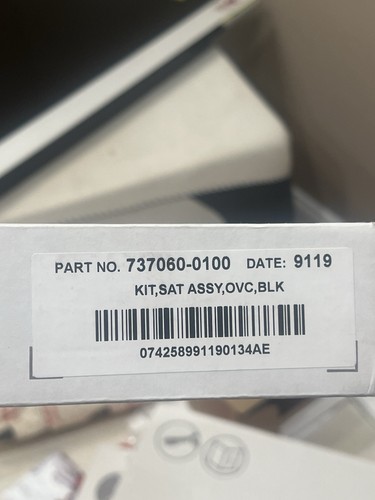 PART NO. 737060-0100 DATE: 9119
KIT,SAT ASSY,OVC,BLK
074258991190134AE